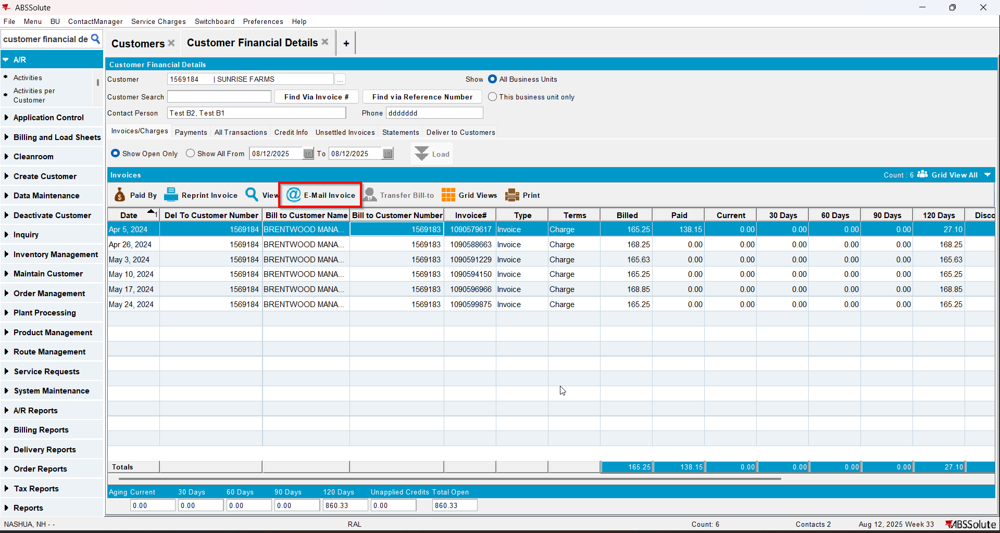 ABSSolute
File Menu BU ContactManager Service Charges Switchboard Preferences Help
customer financial de
Customers
Customer Financial Details
+
A/R
Activities
Activities per
Customer
Application Control
Billing and Load Sheets
Cleanroom
Create Customer
Data Maintenance
Deactivate Customer
Inquiry
Inventory Management
Maintain Customer
Order Management
Plant Processing
Product Management
Route Management
Service Requests
System Maintenance
A/R Reports
Billing Reports
Delivery Reports
Order Reports
Tax Reports
Reports
Customer Financial Details
Customer 1569184 | SUNRISE FARMS ... Show All Business Units
Customer Search Find Via Invoice # Find via Reference Number This business unit only
Contact Person Test B2, Test B1 Phone ddddddd
Invoices/Charges Payments All Transactions Credit Info Unsettled Invoices Statements Deliver to Customers
Show Open Only Show All From 08/12/2025 To 08/12/2025 Load
Invoices Count : 6 Grid View All
Paid By Reprint Invoice View E-Mail Invoice Transfer Bill-to Grid Views Print
Date 1 Del To Customer Number Bill to Customer Name Bill to Customer Number Invoice# Type Terms Billed Paid Current 30 Days 60 Days 90 Days 120 Days Disco
Apr 5, 2024 1569184 BRENTWOOD MANA... 1569183 1090579617 Invoice Charge 165.25 138.15 0.00 0.00 0.00 0.00 27.10
Apr 26, 2024 1569184 BRENTWOOD MANA... 1569183 1090588663 Invoice Charge 168.25 0.00 0.00 0.00 0.00 0.00 168.25
May 3, 2024 1569184 BRENTWOOD MANA... 1569183 1090591229 Invoice Charge 165.63 0.00 0.00 0.00 0.00 0.00 165.63
May 10, 2024 1569184 BRENTWOOD MANA... 1569183 1090594150 Invoice Charge 165.25 0.00 0.00 0.00 0.00 0.00 165.25
May 17, 2024 1569184 BRENTWOOD MANA... 1569183 1090596966 Invoice Charge 168.85 0.00 0.00 0.00 0.00 0.00 168.85
May 24, 2024 1569184 BRENTWOOD MANA... 1569183 1090599875 Invoice Charge 165.25 0.00 0.00 0.00 0.00 0.00 165.25
Totals 165.25 138.15 0.00 0.00 0.00 0.00 27.10
Aging Current 30 Days 60 Days 90 Days 120 Days Unapplied Credits Total Open
0.00 0.00 0.00 0.00 860.33 0.00 860.33
NASHUA, NH - - RAL Count: 6 Contacts 2 Aug 12, 2025 Week 33 ABSSolute